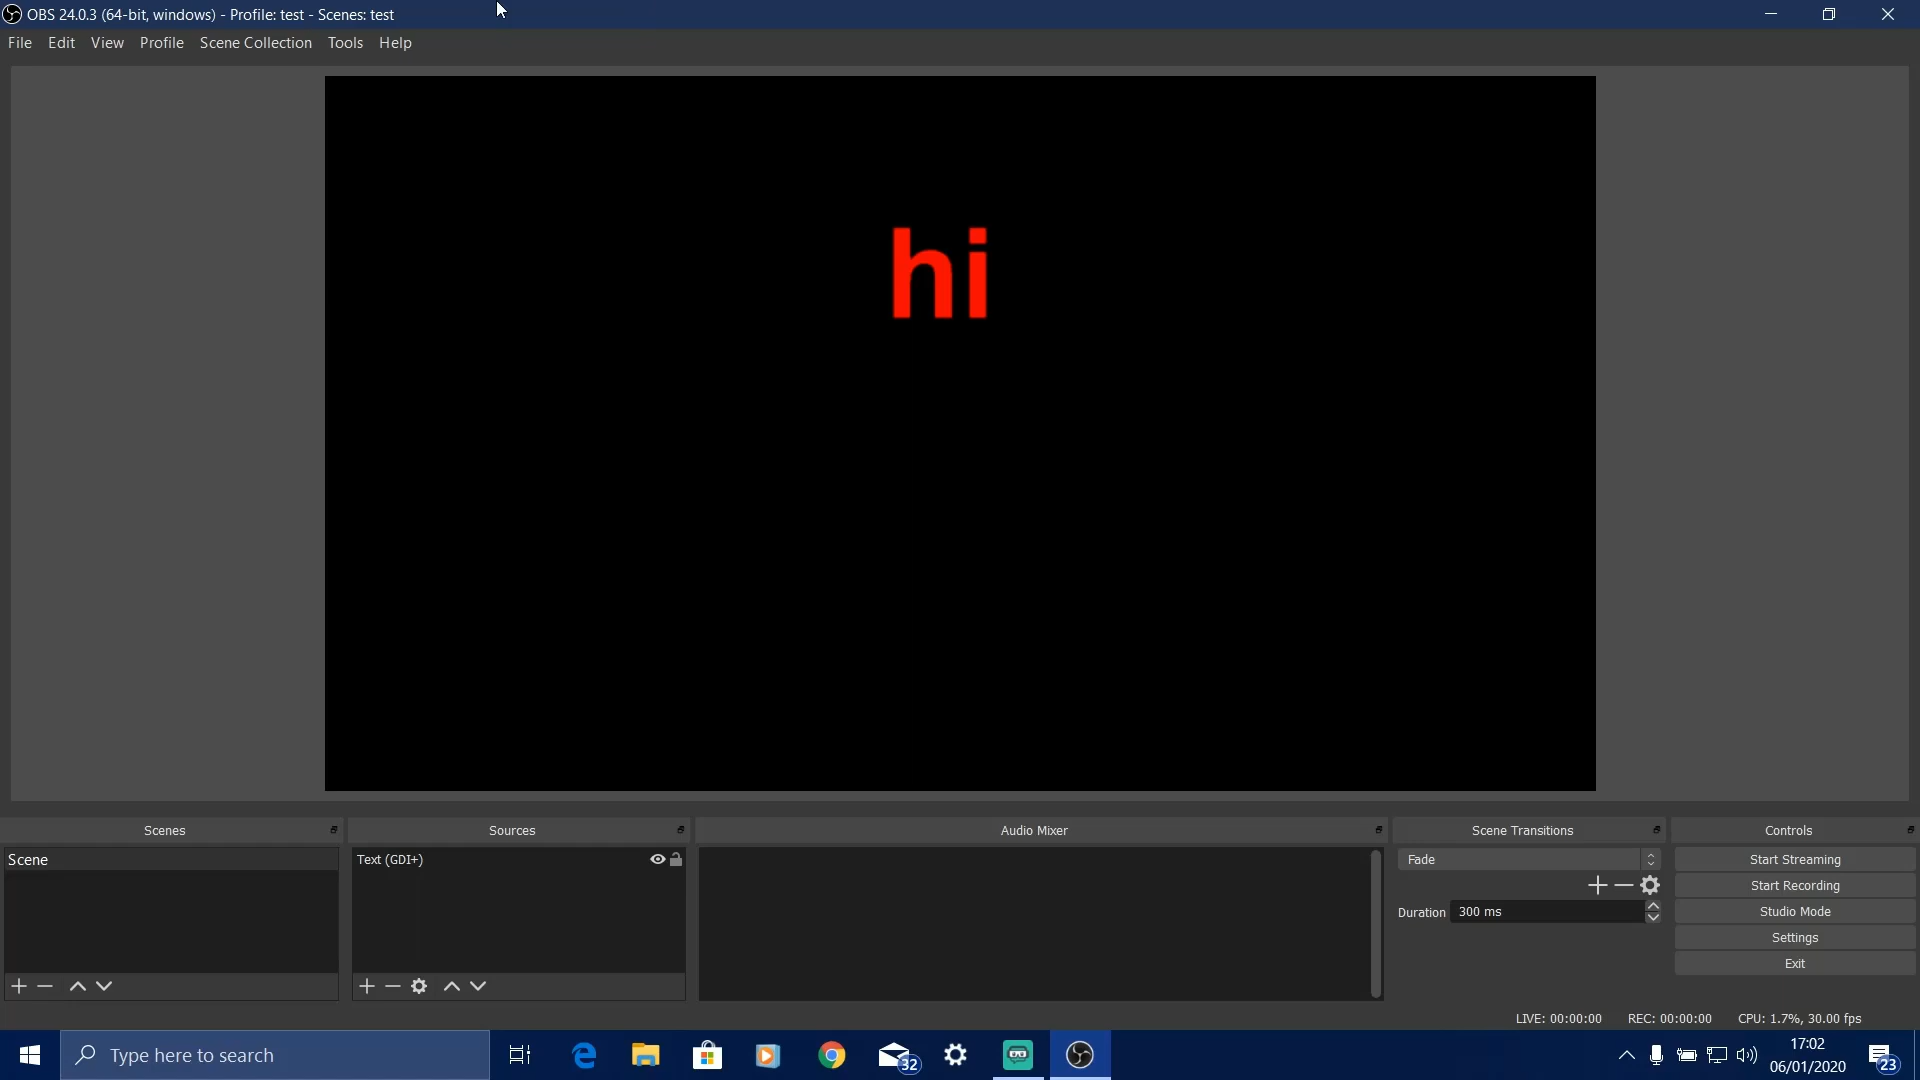 OBS 24.0.3 (64-bit, windows) - Profile: test - Scenes: test
File Edit View Profile Scene Collection Tools Help
hi
Scenes Sources Audio Mixer Scene Transitions Controls
Scene Text (GDI+) Fade Start Streaming
Start Recording
Duration 300 ms Studio Mode
Settings
Exit
LIVE: 00:00:00 REC: 00:00:00 CPU: 1.7%, 30.00 fps
Type here to search 32 17:02 23
06/01/2020